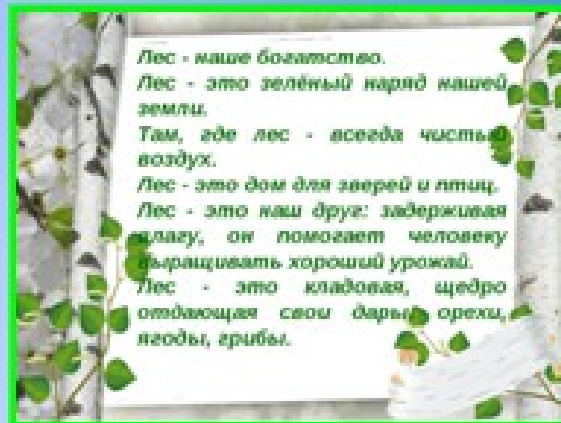 Лес - наше богатство.
Лес - это зелёный наряд нашей
земли.
Там, где лес - всегда чистый
воздух.
Лес - это дом для зверей и птиц.
Лес - это наш друг: задерживая
влагу, он помогает человеку
выращивать хороший урожай.
Лес - это кладовая, щедро
отдающая свои дары: орехи,
ягоды, грибы.